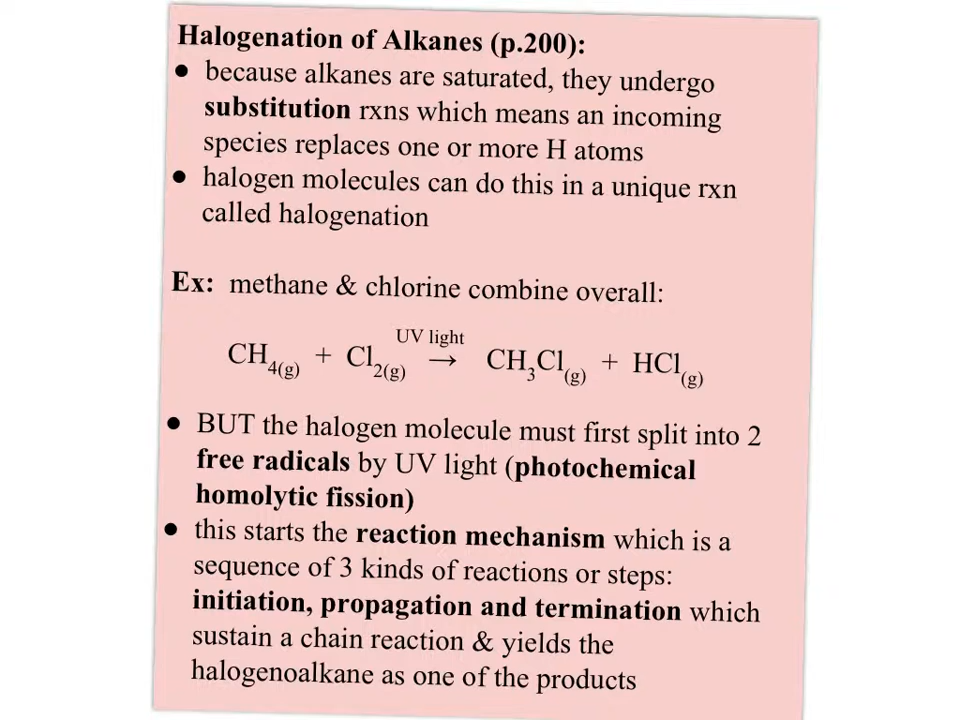 Halogenation of Alkanes (p.200):
● because alkanes are saturated, they undergo
substitution rxns which means an incoming
species replaces one or more H atoms
● halogen molecules can do this in a unique rxn
called halogenation
Ex: methane & chlorine combine overall:
UV light
CH4(g) + Cl2(g) → CH3Cl(g) + HCl(g)
● BUT the halogen molecule must first split into 2
free radicals by UV light (photochemical
homolytic fission)
● this starts the reaction mechanism which is a
sequence of 3 kinds of reactions or steps:
initiation, propagation and termination which
sustain a chain reaction & yields the
halogenoalkane as one of the products